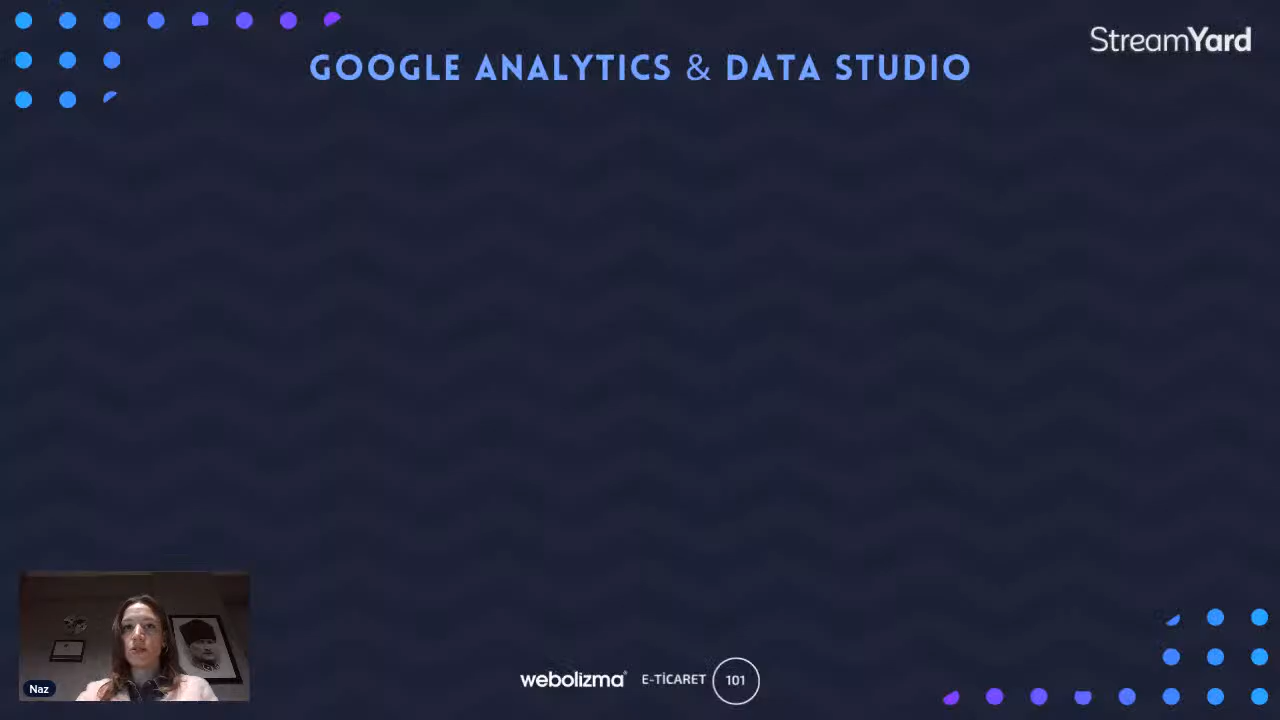 StreamYard
GOOGLE ANALYTICS & DATA STUDIO
Naz
webolizma® E-TİCARET 101